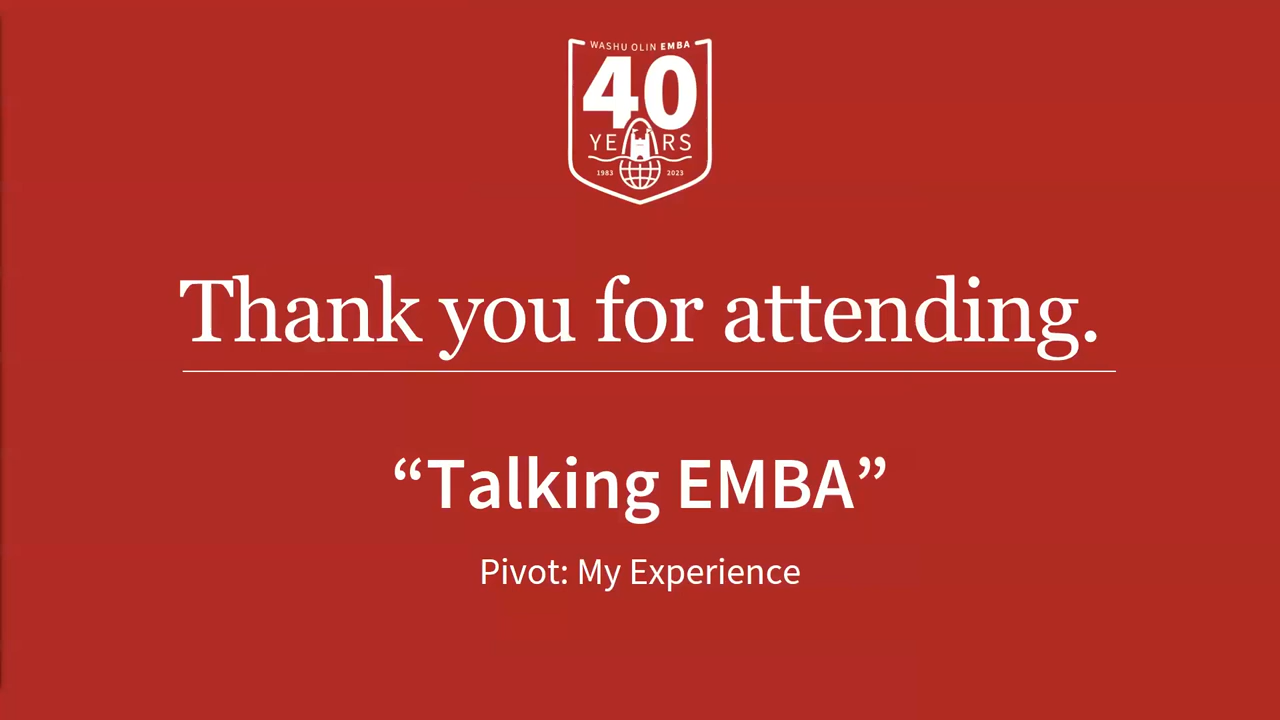 WASHU OLIN EMBA
40
YEARS
1983 2023
Thank you for attending.
“Talking EMBA”
Pivot: My Experience